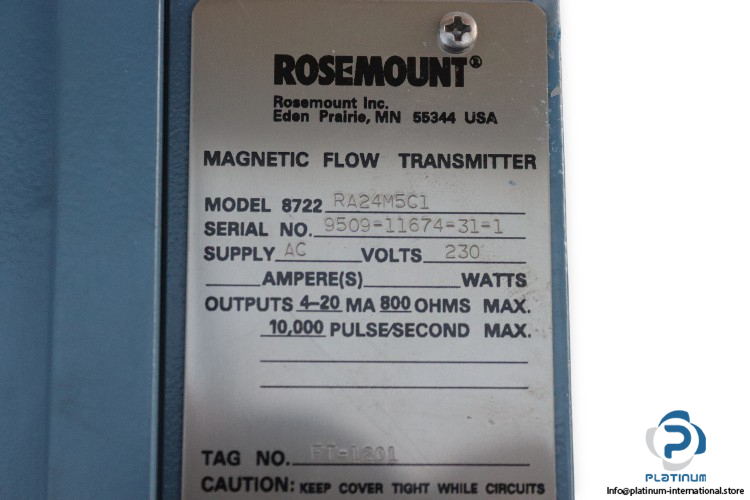 ROSEMOUNT®
Rosemount Inc.
Eden Prairie, MN 55344 USA
MAGNETIC FLOW TRANSMITTER
MODEL 8722 RA24M5C1
SERIAL NO. 9509-11674-31-1
SUPPLY AC VOLTS 230
AMPERE(S) WATTS
OUTPUTS 4-20 MA 800 OHMS MAX.
10,000 PULSE/SECOND MAX.
TAG NO. FT-1201
CAUTION: KEEP COVER TIGHT WHILE CIRCUITS
PLATINUM
Info@platinum-international.store